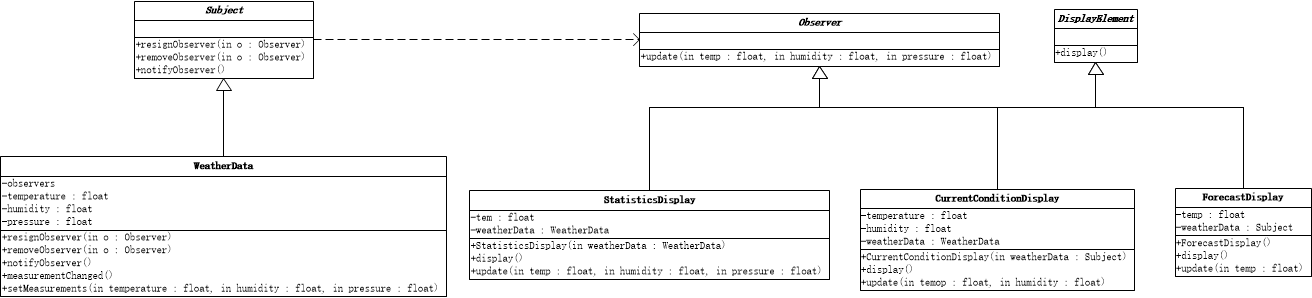 Subject
+resignObserver(in o : Observer)
+removeObserver(in o : Observer)
+notifyObserver()
Observer
+update(in temp : float, in humidity : float, in pressure : float)
DisplayElement
+display()
WeatherData
-observers
-temperature : float
-humidity : float
-pressure : float
+resignObserver(in o : Observer)
+removeObserver(in o : Observer)
+notifyObserver()
+measurementChanged()
+setMeasurements(in temperature : float, in humidity : float, in pressure : float)
StatisticsDisplay
-tem : float
-weatherData : WeatherData
+StatisticsDisplay(in weatherData : WeatherData)
+display()
+update(in temp : float, in humidity : float, in pressure : float)
CurrentConditionDisplay
-temperature : float
-humidity : float
-weatherData : WeatherData
+CurrentConditionDisplay(in weatherData : Subject)
+display()
+update(in temop : float, in humidity : float)
ForecastDisplay
-temp : float
-weatherData : Subject
+ForecastDisplay()
+display()
+update(in temp : float)